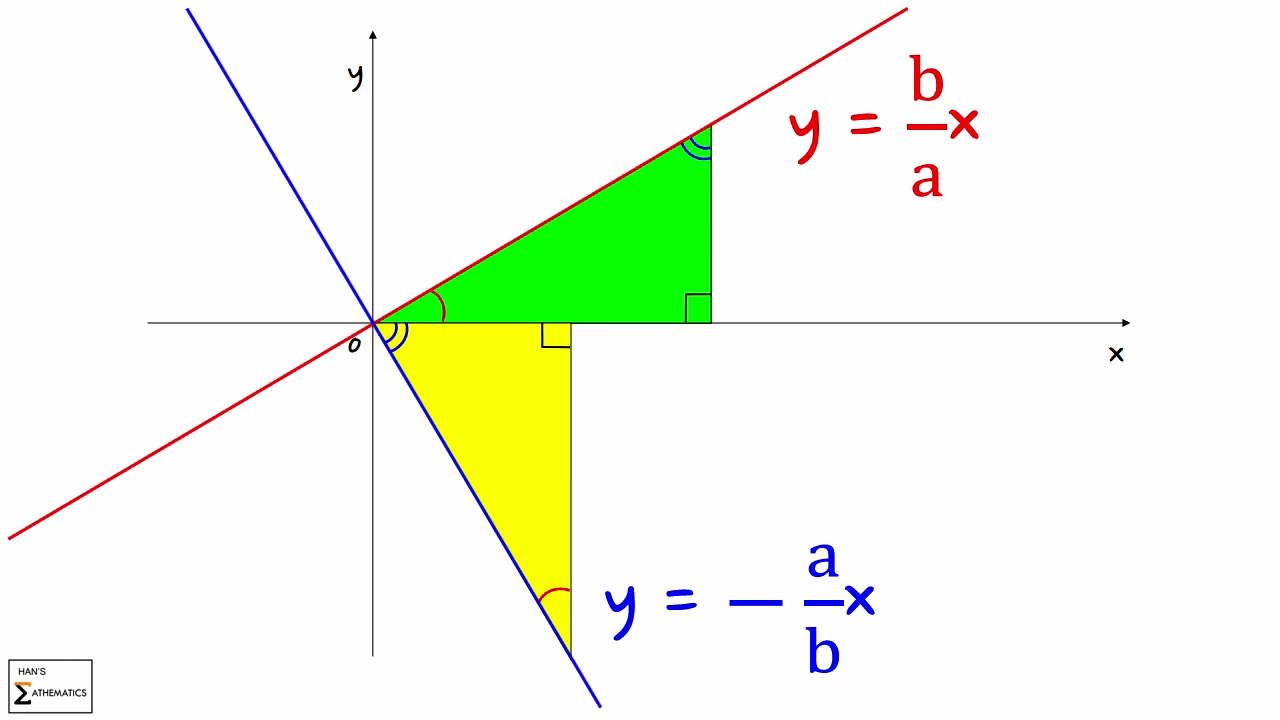 y
y = b/a x
o
x
y = — a/b x
HAN'S
ΣATHEMATICS